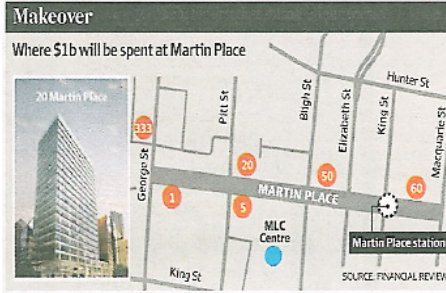 Makeover
Where $1b will be spent at Martin Place
20 Martin Place
Hunter St
Pitt St
Bligh St
Elizabeth St
King St
Macquarie St
333
George St
20
50
60
1
5
MARTIN PLACE
MLC
Centre
Martin Place station
King St
SOURCE: FINANCIAL REVIEW